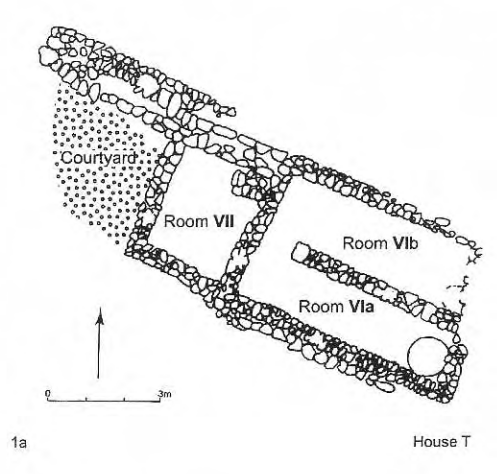 Courtyard
Room VII
Room VIb
Room VIa
0 3m
1a
House T